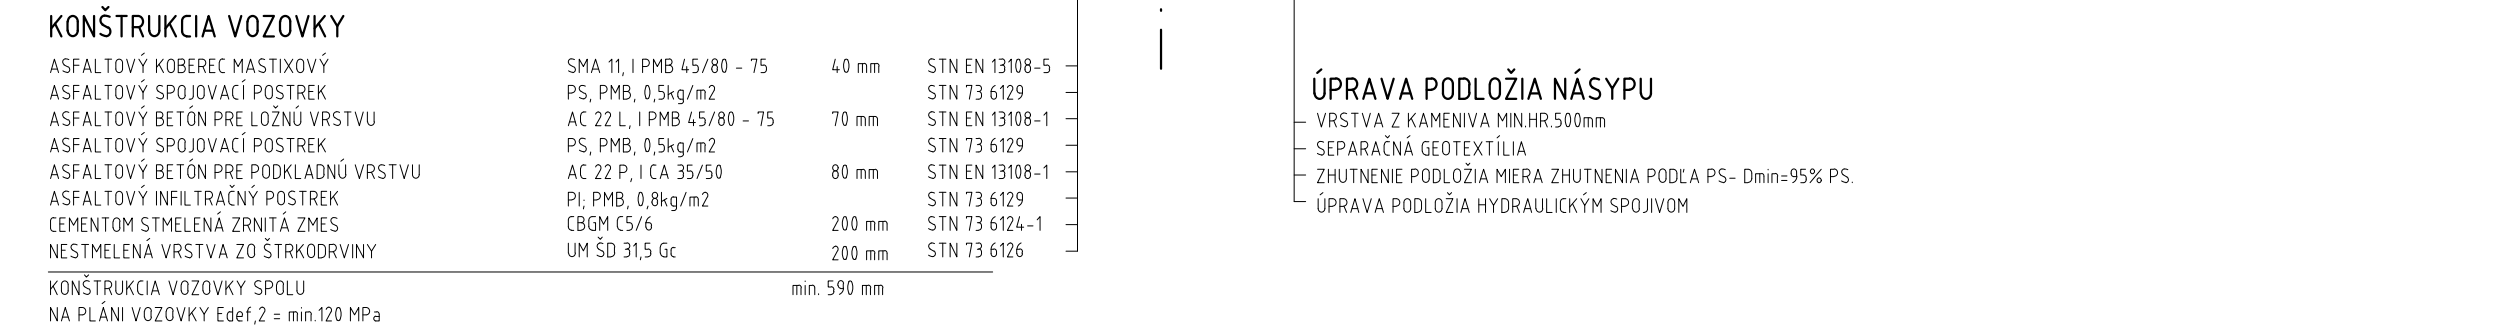 KONŠTRUKCIA VOZOVKY
ASFALTOVÝ KOBEREC MASTIXOVÝ SMA 11, I PMB 45/80 - 75 40 mm STN EN 13108-5
ASFALTOVÝ SPOJOVACÍ POSTREK PS, PMB, 0,5kg/m2 STN 73 6129
ASFALTOVÝ BETÓN PRE LOŽNÚ VRSTVU AC 22 L, I PMB 45/80 - 75 70 mm STN EN 13108-1
ASFALTOVÝ SPOJOVACÍ POSTREK PS, PMB, 0,5kg/m2 STN 73 6129
ASFALTOVÝ BETÓN PRE PODKLADNÚ VRSTVU AC 22 P, I CA 35/50 80 mm STN EN 13108-1
ASFALTOVÝ INFILTRAČNÝ POSTREK PI; PMB, 0,8kg/m2 STN 73 6129
CEMENTOM STMELENÁ ZRNITÁ ZMES CBGM C5/6 200 mm STN 73 6124-1
NESTMELENÁ VRSTVA ZO ŠTRKODRVINY UM ŠD 31,5 Gc 200 mm STN 73 6126
KONŠTRUKCIA VOZOVKY SPOLU min. 590 mm
NA PLÁNI VOZOVKY Edef,2 = min.120 MPa
ÚPRAVA PODLOŽIA NÁSYPU
VRSTVA Z KAMENIVA MIN.HR.500mm
SEPARAČNÁ GEOTEXTÍLIA
ZHUTNENIE PODLOŽIA MIERA ZHUTNENIA PODĽA PS- Dmin=95% PS.
ÚPRAVA PODLOŽIA HYDRAULICKÝM SPOJIVOM